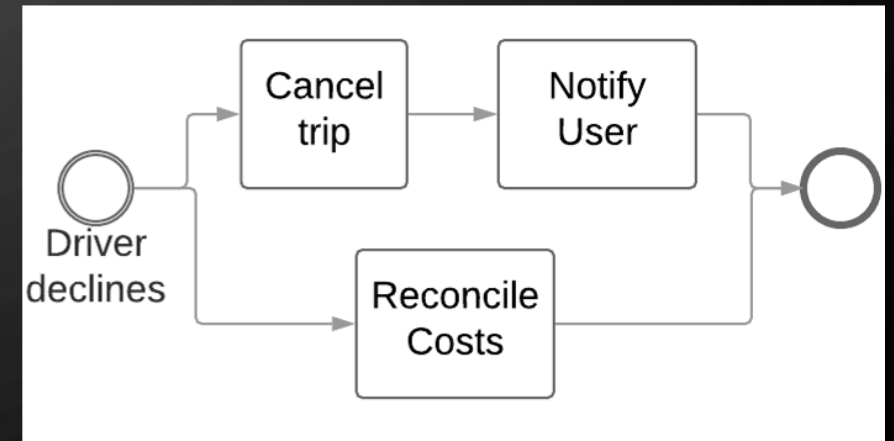 Cancel
trip
Notify
User
Driver
declines
Reconcile
Costs